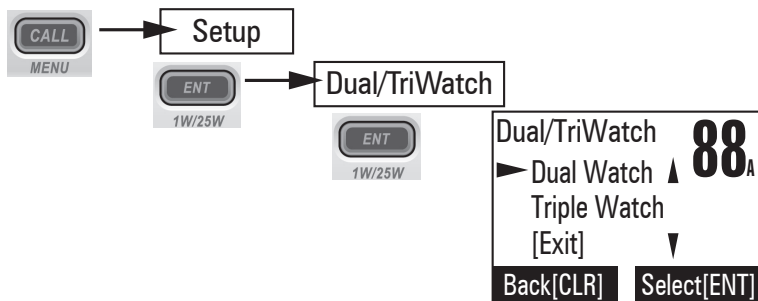 CALL
MENU
Setup
ENT
1W/25W
Dual/TriWatch
ENT
1W/25W
Dual/TriWatch
88A
Dual Watch
Triple Watch
[Exit]
Back[CLR] Select[ENT]